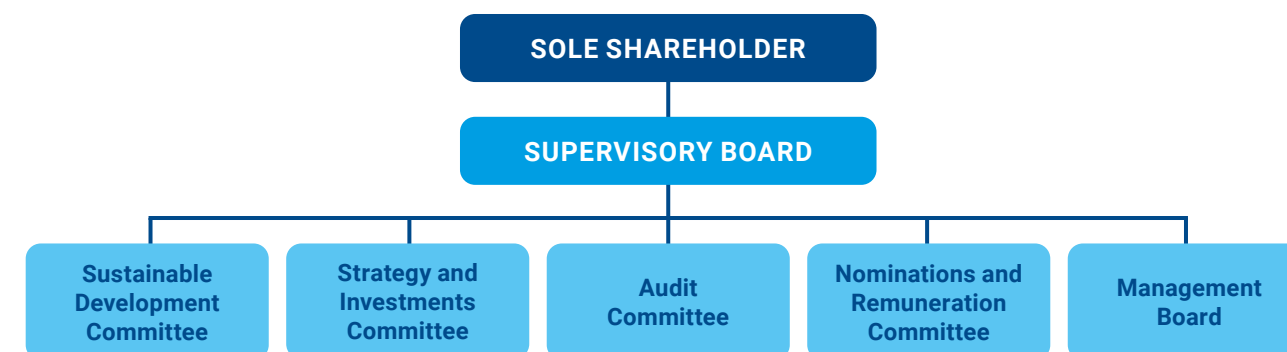 SOLE SHAREHOLDER
SUPERVISORY BOARD
Sustainable
Development
Committee
Strategy and
Investments
Committee
Audit
Committee
Nominations and
Remuneration
Committee
Management
Board